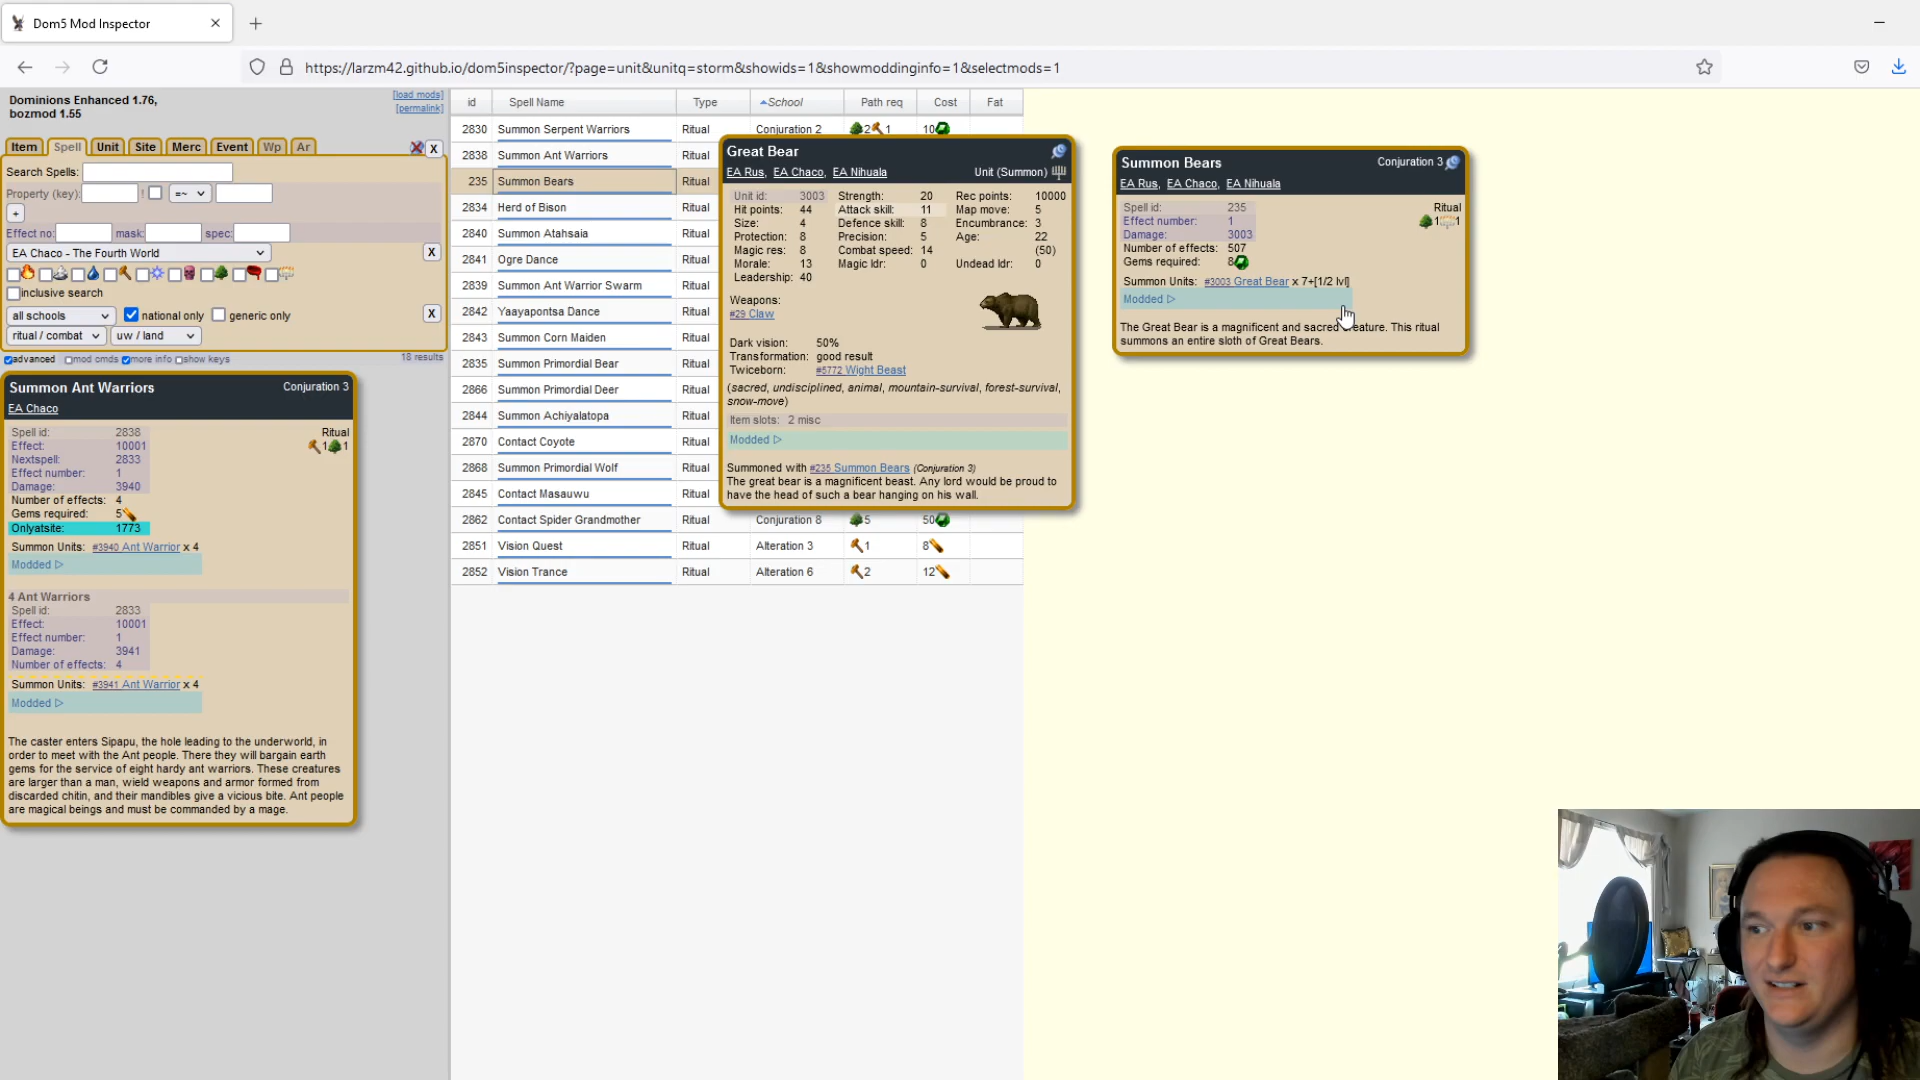 Dom5 Mod Inspector
https://larzm42.github.io/dom5inspector/?page=unit&unitq=storm&showids=1&showmoddinginfo=1&selectmods=1
Dominions Enhanced 1.76,
bozmod 1.55
[load mods]
[permalink]
Item Spell Unit Site Merc Event Wp Ar X
Search Spells:
Property (key): ! =~
+
Effect no: mask: spec:
EA Chaco - The Fourth World X
inclusive search
all schools national only generic only X
ritual / combat uw / land
advanced mod cmds more info show keys 18 results
Summon Ant Warriors Conjuration 3
EA Chaco
Spell id: 2838 Ritual
Effect: 10001 1 1
Nextspell: 2833
Effect number: 1
Damage: 3940
Number of effects: 4
Gems required: 5
Onlyatsite: 1773
Summon Units: #3940 Ant Warrior x 4
Modded ▷
4 Ant Warriors
Spell id: 2833
Effect: 10001
Effect number: 1
Damage: 3941
Number of effects: 4
Summon Units: #3941 Ant Warrior x 4
Modded ▷
The caster enters Sipapu, the hole leading to the underworld, in
order to meet with the Ant people. There they will bargain earth
gems for the service of eight hardy ant warriors. These creatures
are larger than a man, wield weapons and armor formed from
discarded chitin, and their mandibles give a vicious bite. Ant people
are magical beings and must be commanded by a mage.
id Spell Name Type School Path req Cost Fat
2830 Summon Serpent Warriors Ritual Conjuration 2 2 1 10
2838 Summon Ant Warriors Ritual
235 Summon Bears Ritual
2834 Herd of Bison Ritual
2840 Summon Atahsaia Ritual
2841 Ogre Dance Ritual
2839 Summon Ant Warrior Swarm Ritual
2842 Yaayapontsa Dance Ritual
2843 Summon Corn Maiden Ritual
2835 Summon Primordial Bear Ritual
2866 Summon Primordial Deer Ritual
2844 Summon Achiyalatopa Ritual
2870 Contact Coyote Ritual
2868 Summon Primordial Wolf Ritual
2845 Contact Masauwu Ritual
2862 Contact Spider Grandmother Ritual Conjuration 8 5 50
2851 Vision Quest Ritual Alteration 3 1 8
2852 Vision Trance Ritual Alteration 6 2 12
Great Bear
EA Rus, EA Chaco, EA Nihuala Unit (Summon)
Unit id: 3003 Strength: 20 Rec points: 10000
Hit points: 44 Attack skill: 11 Map move: 5
Size: 4 Defence skill: 8 Encumbrance: 3
Protection: 8 Precision: 5 Age: 22
Magic res: 8 Combat speed: 14 (50)
Morale: 13 Magic ldr: 0 Undead ldr: 0
Leadership: 40
Weapons:
#29 Claw
Dark vision: 50%
Transformation: good result
Twiceborn: #5772 Wight Beast
(sacred, undisciplined, animal, mountain-survival, forest-survival,
snow-move)
Item slots: 2 misc
Modded ▷
Summoned with #235 Summon Bears (Conjuration 3)
The great bear is a magnificent beast. Any lord would be proud to
have the head of such a bear hanging on his wall.
Summon Bears Conjuration 3
EA Rus, EA Chaco, EA Nihuala
Spell id: 235 Ritual
Effect number: 1 1 1
Damage: 3003
Number of effects: 507
Gems required: 8
Summon Units: #3003 Great Bear x 7+[1/2 lvl]
Modded ▷
The Great Bear is a magnificent and sacred creature. This ritual
summons an entire sloth of Great Bears.